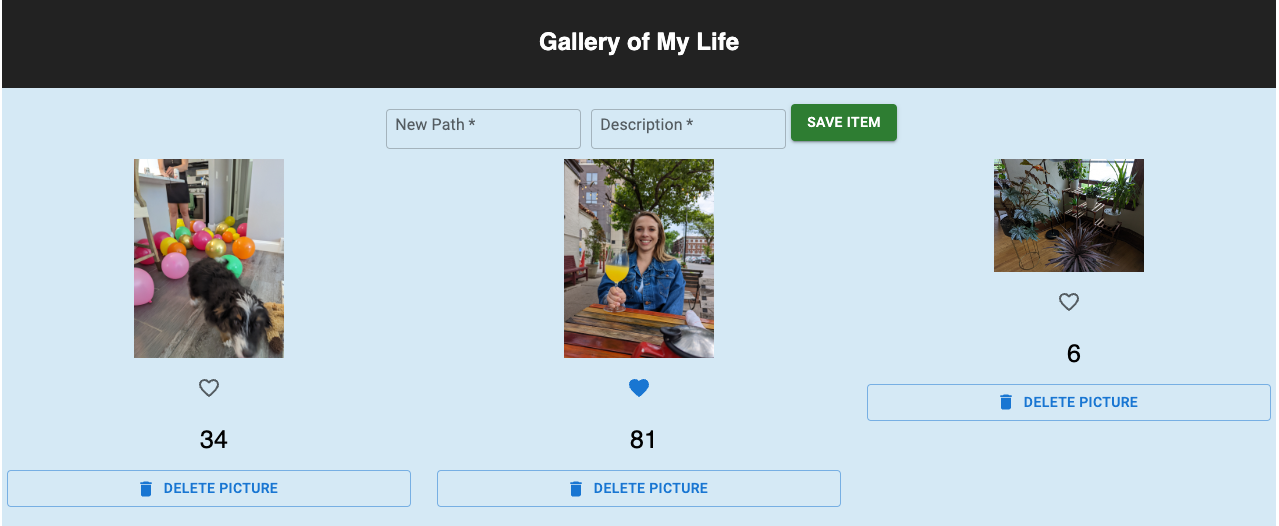 Gallery of My Life
New Path *
Description *
SAVE ITEM
34
DELETE PICTURE
81
DELETE PICTURE
6
DELETE PICTURE